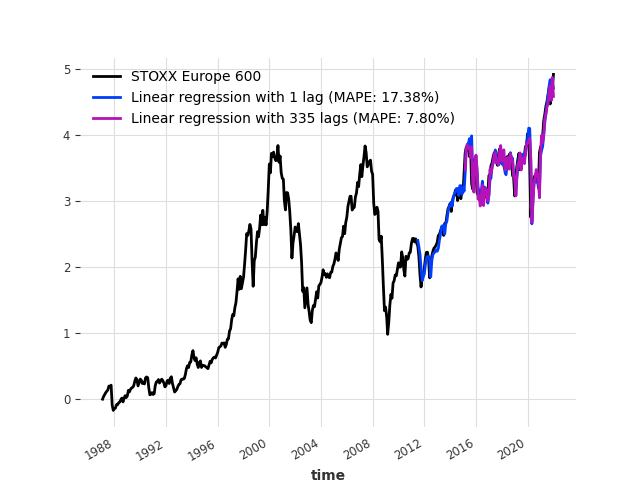 STOXX Europe 600
Linear regression with 1 lag (MAPE: 17.38%)
Linear regression with 335 lags (MAPE: 7.80%)
5
4
3
2
1
0
1988 1992 1996 2000 2004 2008 2012 2016 2020
time